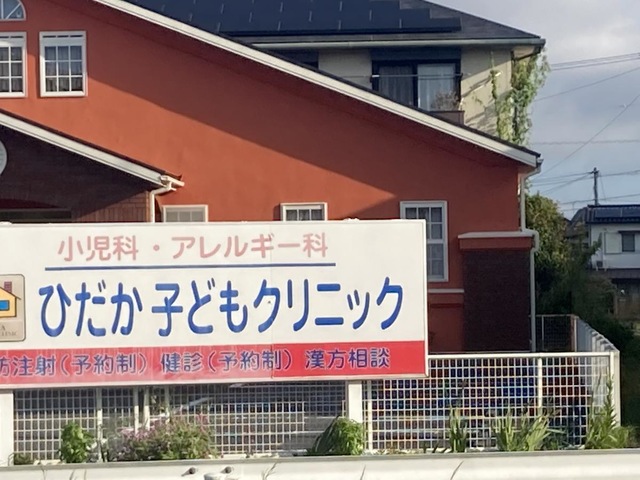 小児科・アレルギー科
ひだか子どもクリニック
防注射(予約制) 健診(予約制) 漢方相談